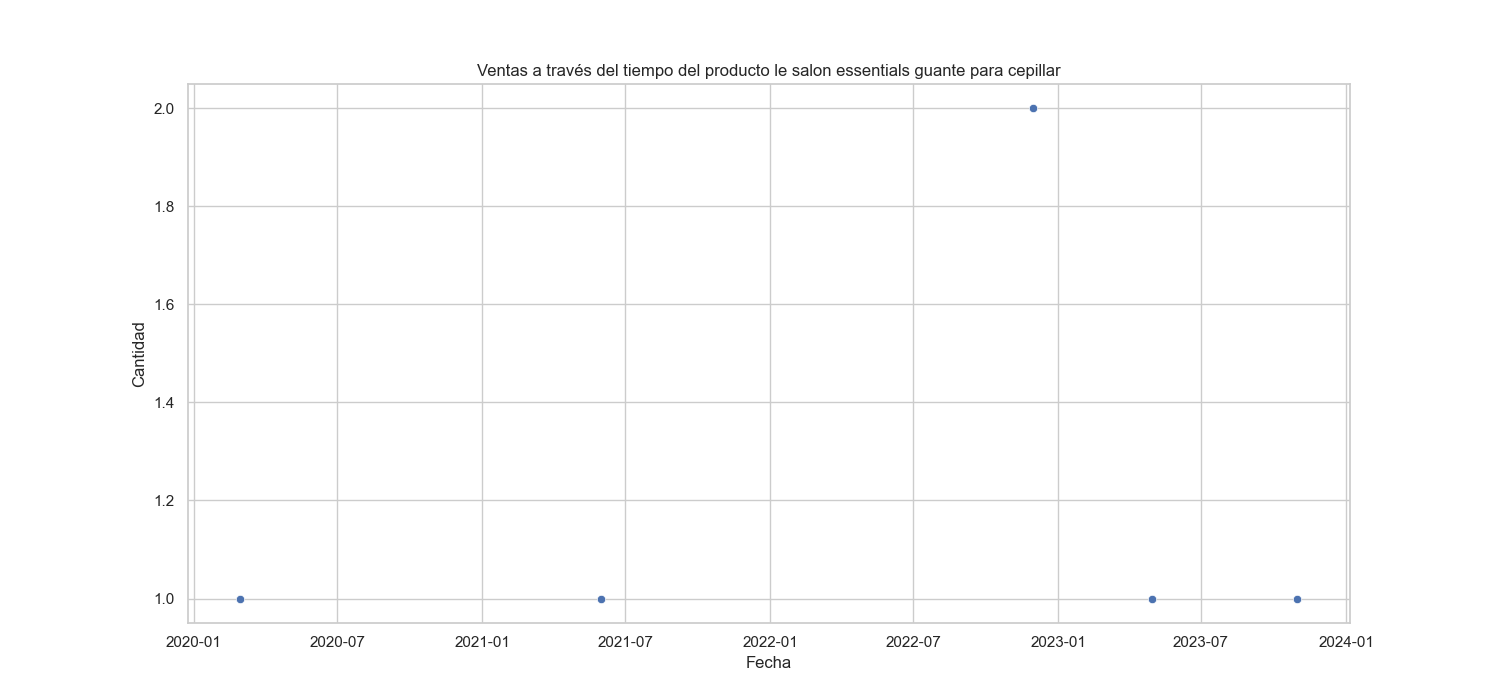 Ventas a través del tiempo del producto le salon essentials guante para cepillar
2.0
1.8
1.6
1.4
1.2
1.0
Cantidad
2020-01 2020-07 2021-01 2021-07 2022-01 2022-07 2023-01 2023-07 2024-01
Fecha